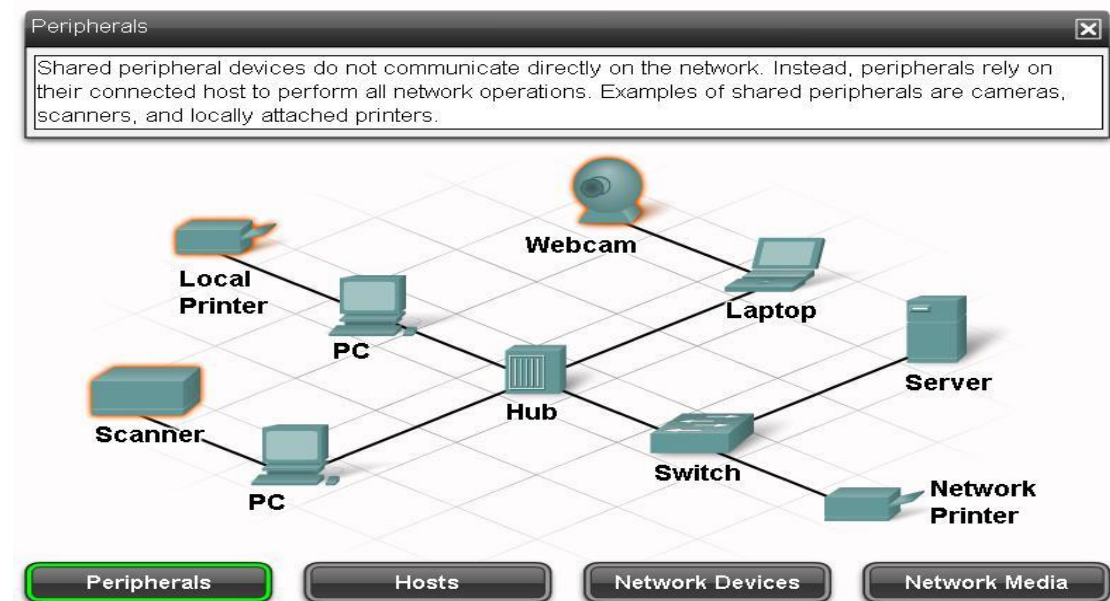 Peripherals
Shared peripheral devices do not communicate directly on the network. Instead, peripherals rely on
their connected host to perform all network operations. Examples of shared peripherals are cameras,
scanners, and locally attached printers.
Webcam
Local
Printer
Laptop
PC
Server
Hub
Scanner
Switch
PC
Network
Printer
Peripherals
Hosts
Network Devices
Network Media